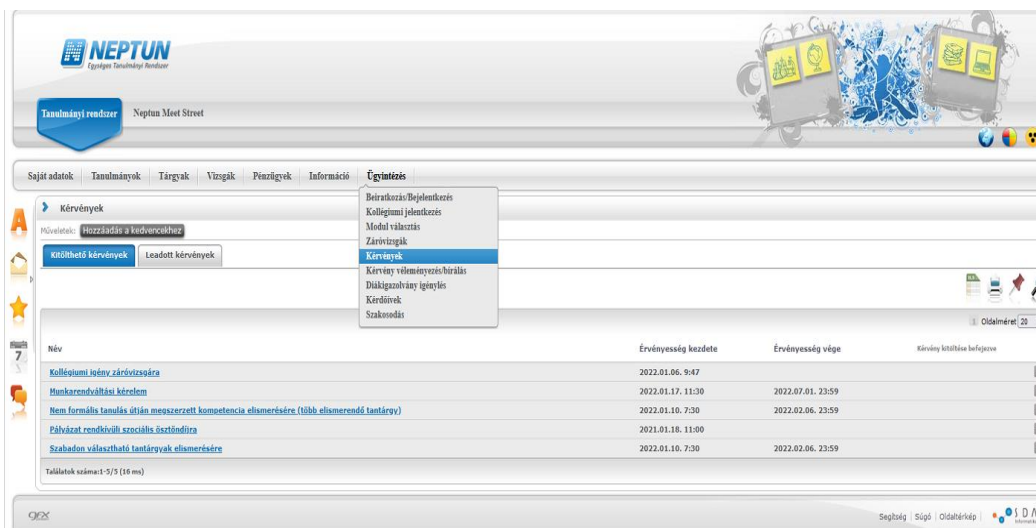 NEPTUN
Egységes Tanulmányi Rendszer
Tanulmányi rendszer
Neptun Meet Street
Saját adatok Tanulmányok Tárgyak Vizsgák Pénzügyek Információ Ügyintézés
Beiratkozás/Bejelentkezés
Kollégiumi jelentkezés
Modul választás
Záróvizsgák
Kérvények
Kérvény véleményezés/bírálás
Diákigazolvány igénylés
Kérdőívek
Szakosodás
Kérvények
Műveletek: Hozzáadás a kedvencekhez
Kitölthető kérvények Leadott kérvények
1 Oldalméret 20
Név Érvényesség kezdete Érvényesség vége Kérvény kitöltése befejezve
Kollégiumi igény záróvizsgára 2022.01.06. 9:47
Munkarendváltási kérelem 2022.01.17. 11:30 2022.07.01. 23:59
Nem formális tanulás útján megszerzett kompetencia elismerésére (több elismerendő tantárgy) 2022.01.10. 7:30 2022.02.06. 23:59
Pályázat rendkívüli szociális ösztöndíjra 2021.01.18. 11:00
Szabadon választható tantárgyak elismerésére 2022.01.10. 7:30 2022.02.06. 23:59
Találatok száma:1-5/5 (16 ms)
A
7
Segítség Súgó Oldaltérkép